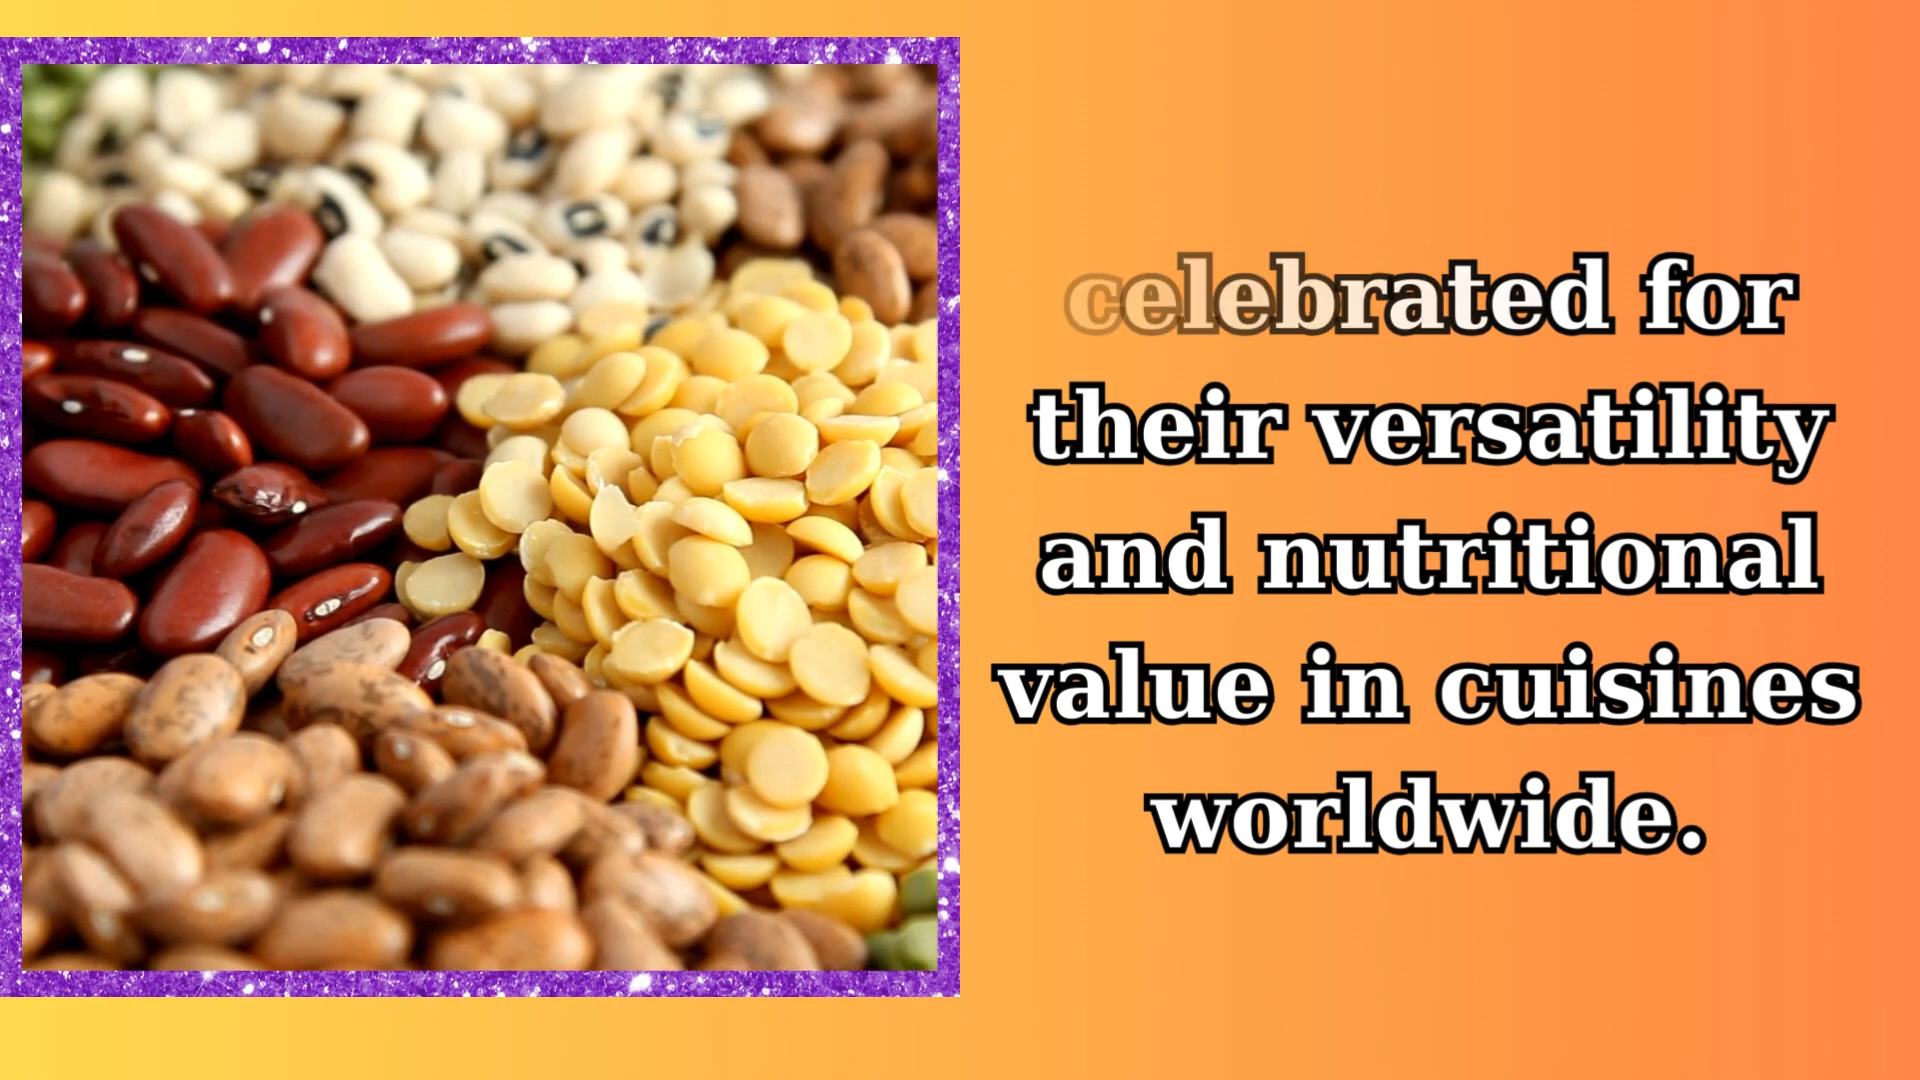 celebrated for
their versatility
and nutritional
value in cuisines
worldwide.